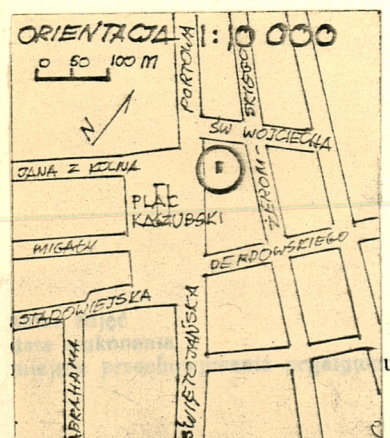 ORIENTACJA 1:10 000
0 50 100 m
N
PORTOWA
ŻEROMSKIEGO
ŚW WOJCIECHA
JANA Z KOLNA
PLAC
KASZUBSKI
MIGAŁY
DERDOWSKIEGO
STAROWIEJSKA
ABRAHAMA
ŚWIĘTOJAŃSKA